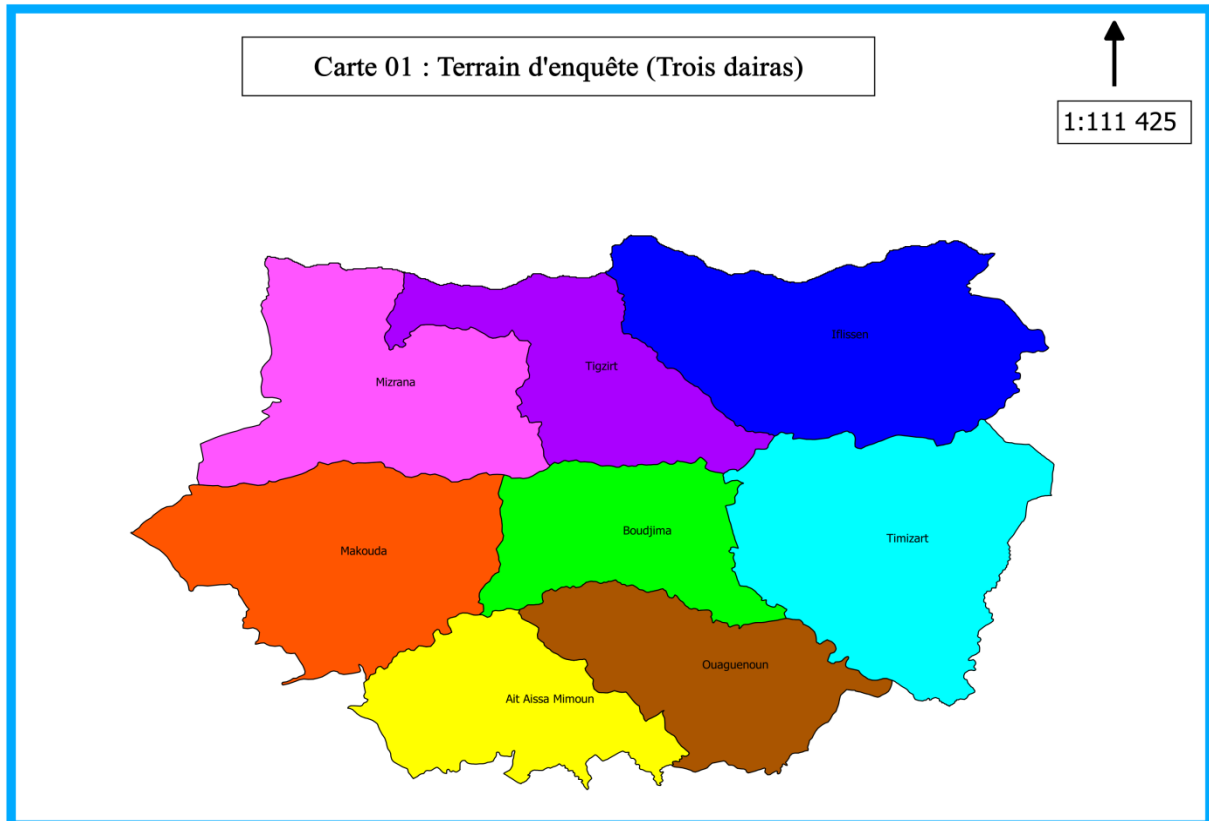 Carte 01 : Terrain d'enquête (Trois dairas)
1:111 425
Iflissen
Tigzirt
Mizrana
Boudjima
Timizart
Makouda
Ouaguenoun
Ait Aissa Mimoun